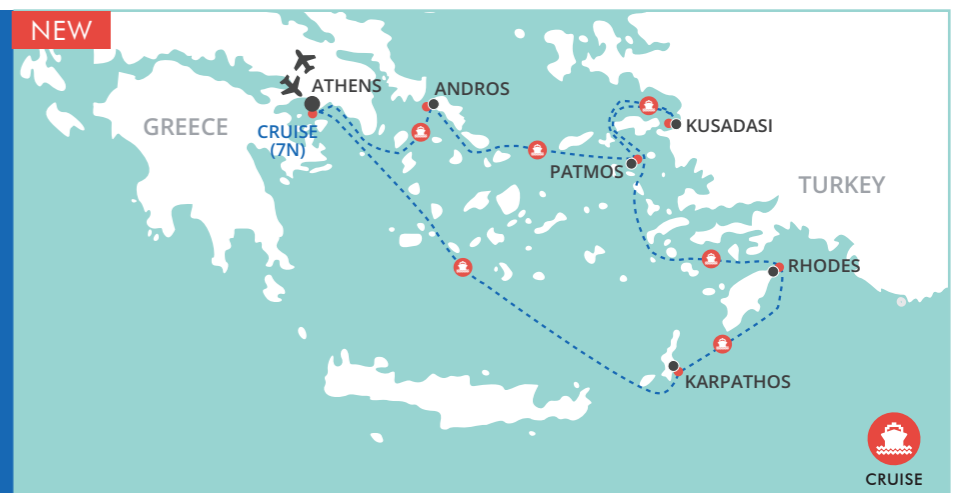 NEW
ATHENS
ANDROS
GREECE
CRUISE
(7N)
KUSADASI
PATMOS
TURKEY
RHODES
KARPATHOS
CRUISE